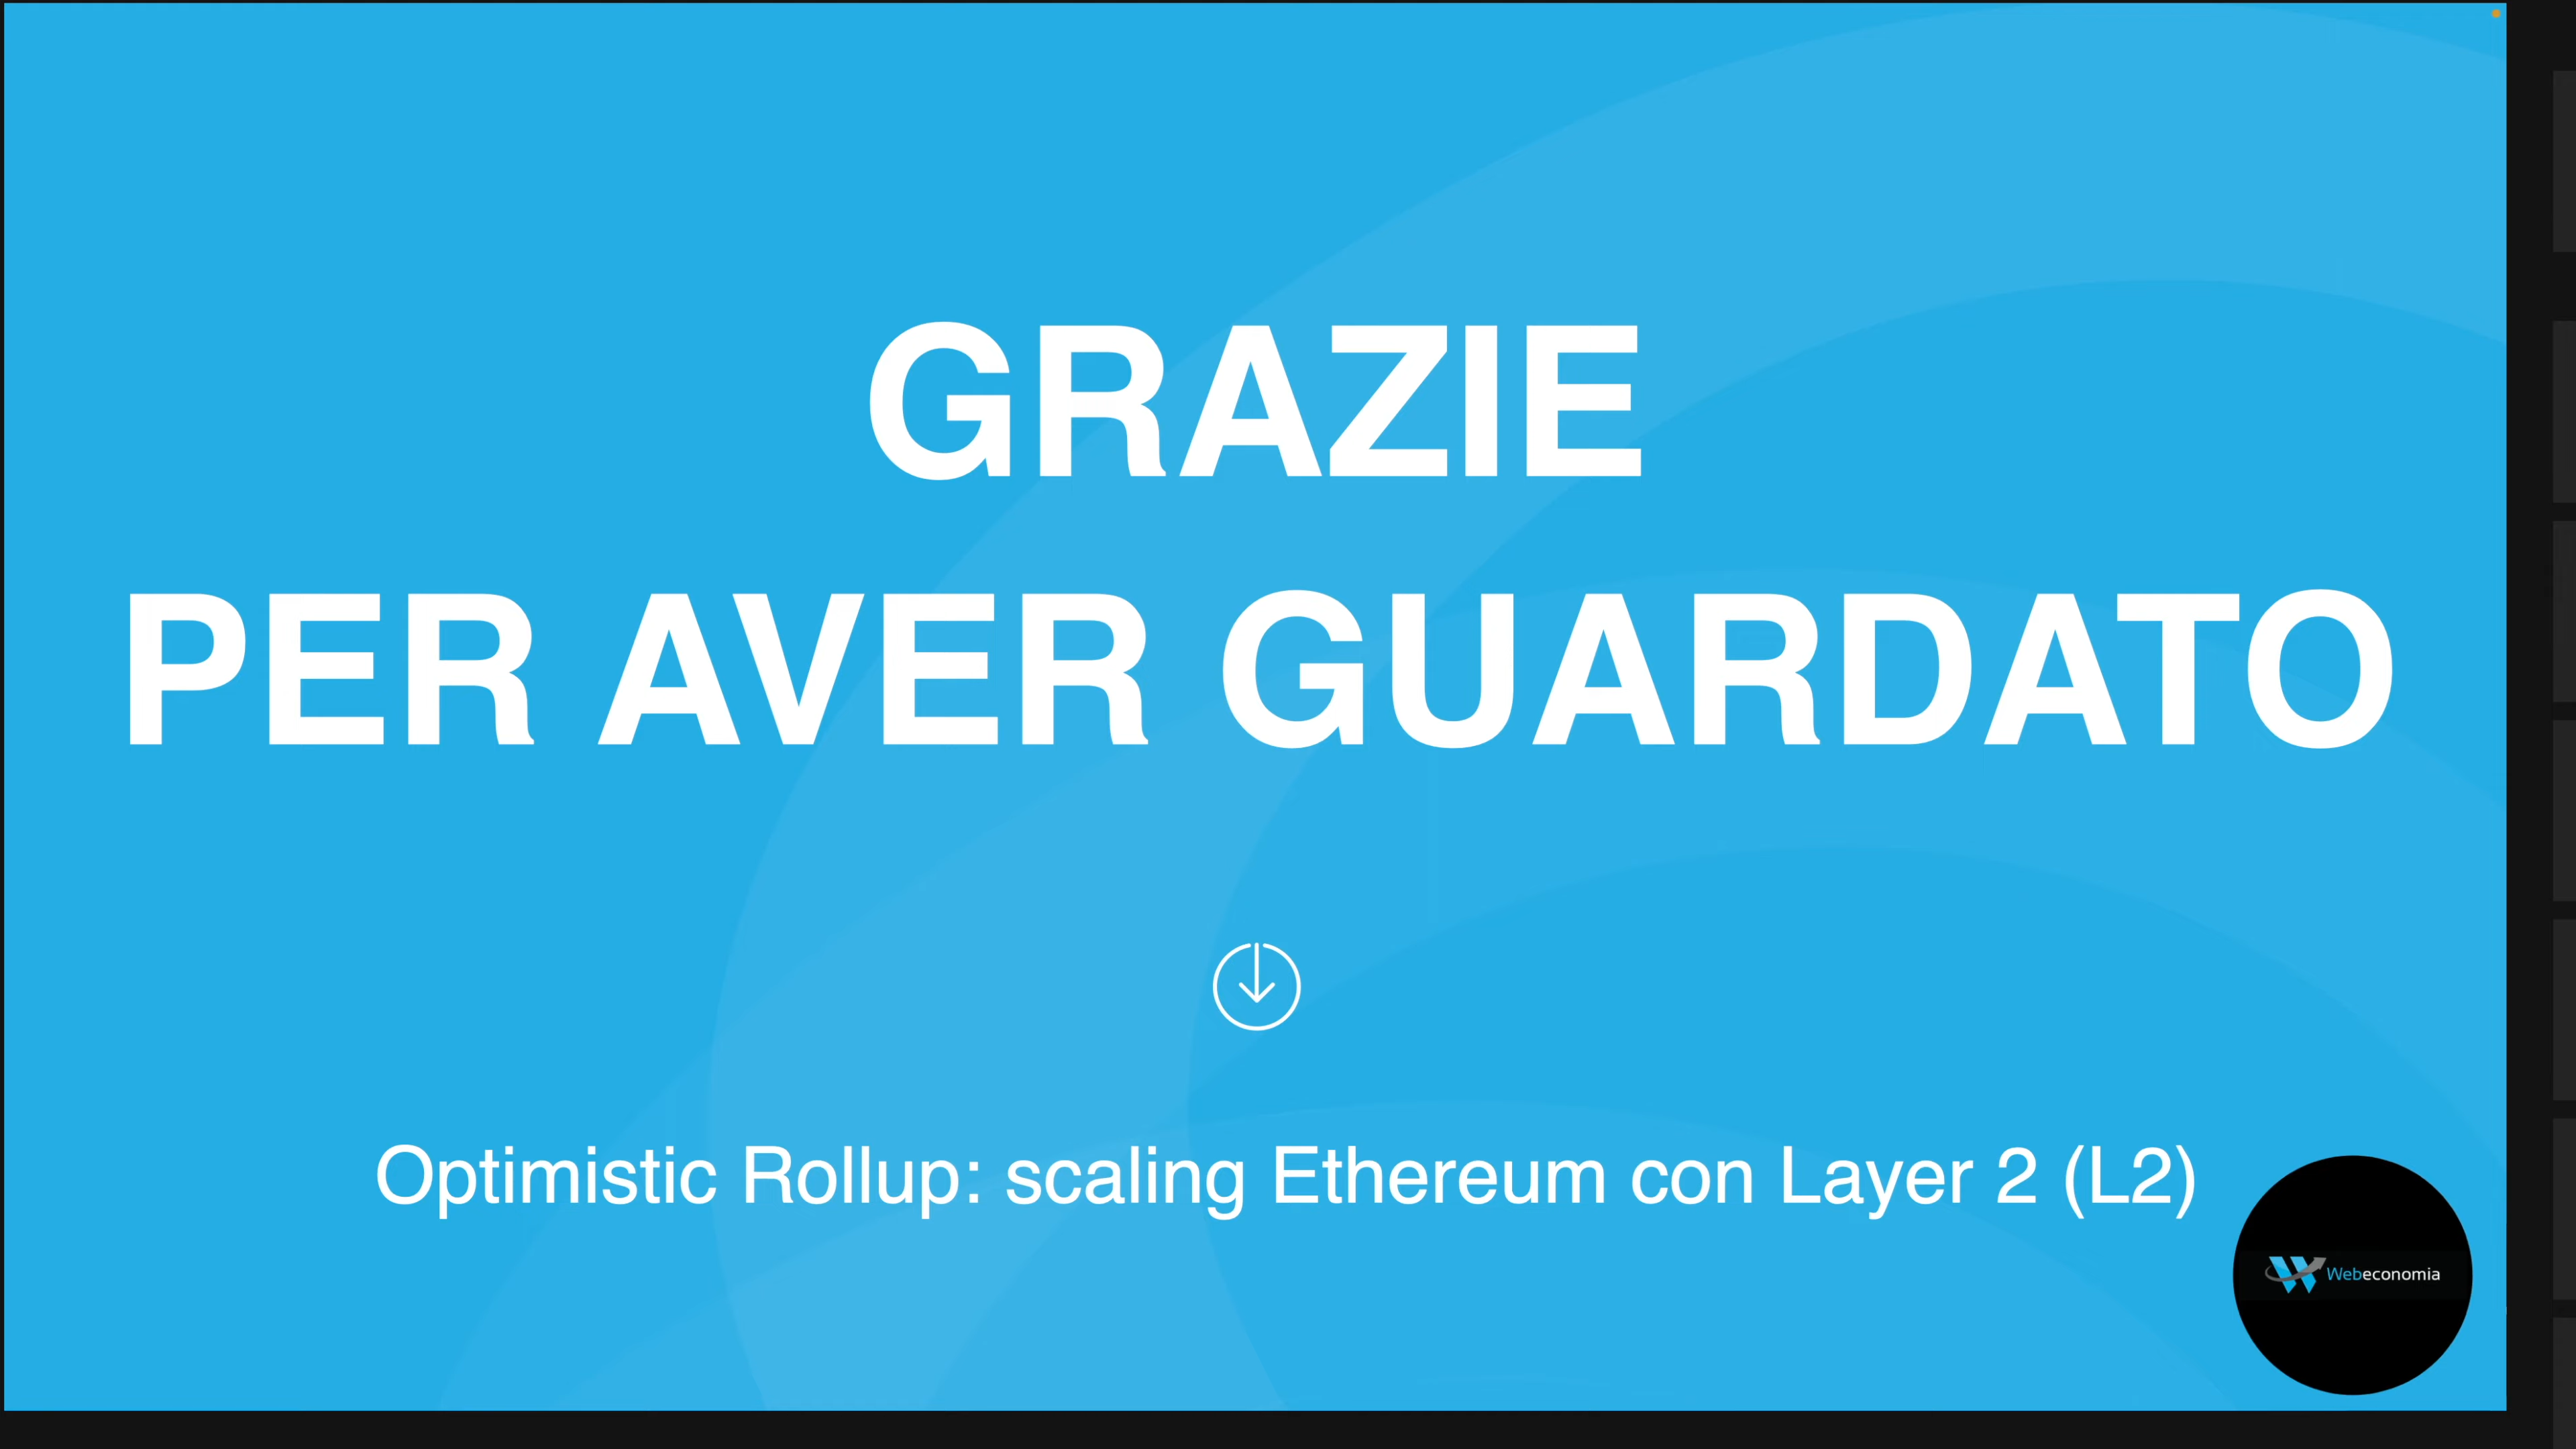 GRAZIE
PER AVER GUARDATO
Optimistic Rollup: scaling Ethereum con Layer 2 (L2)
Webeconomia